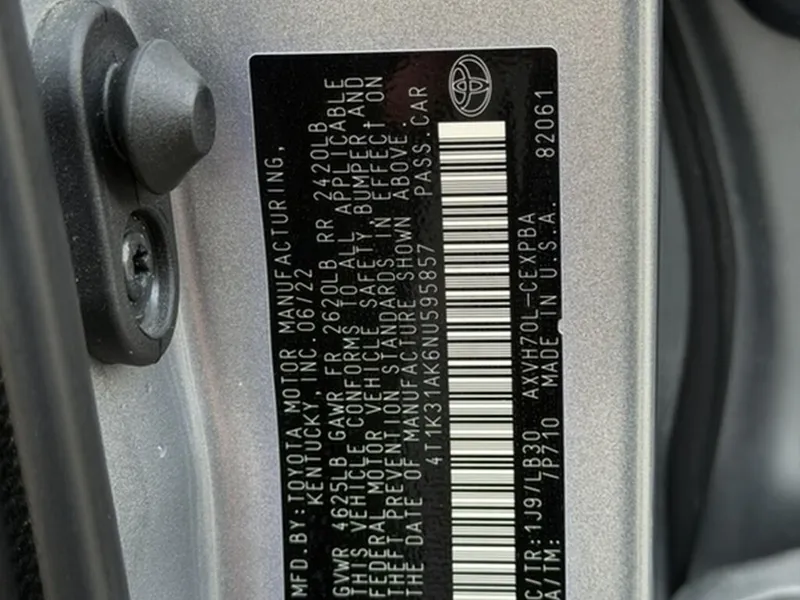 MFD.BY:TOYOTA MOTOR MANUFACTURING,
KENTUCKY, INC.06/22
GVWR 4625LB GAWR FR 2620LB RR 2420LB
THIS VEHICLE CONFORMS TO ALL APPLICABLE
FEDERAL MOTOR VEHICLE SAFETY, BUMPER AND
THEFT PREVENTION STANDARDS IN EFFECT ON
THE DATE OF MANUFACTURE SHOWN ABOVE.
4T1K31AK6NU595857 PASS.CAR
C/TR:1J9/LB30 AXVH70L-CEXPBA 82061
A/TM: 7P710 MADE IN U.S.A.